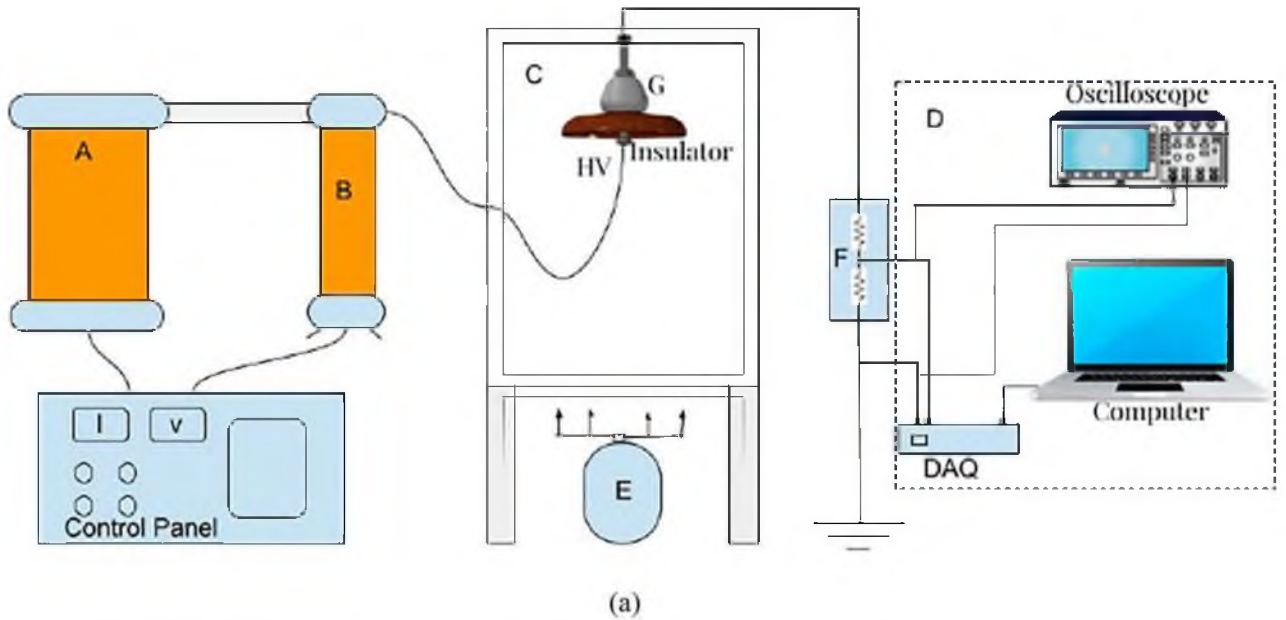 A
B
I
V
Control Panel
C
G
HV
Insulator
E
F
D
Oscilloscope
Computer
DAQ
(a)